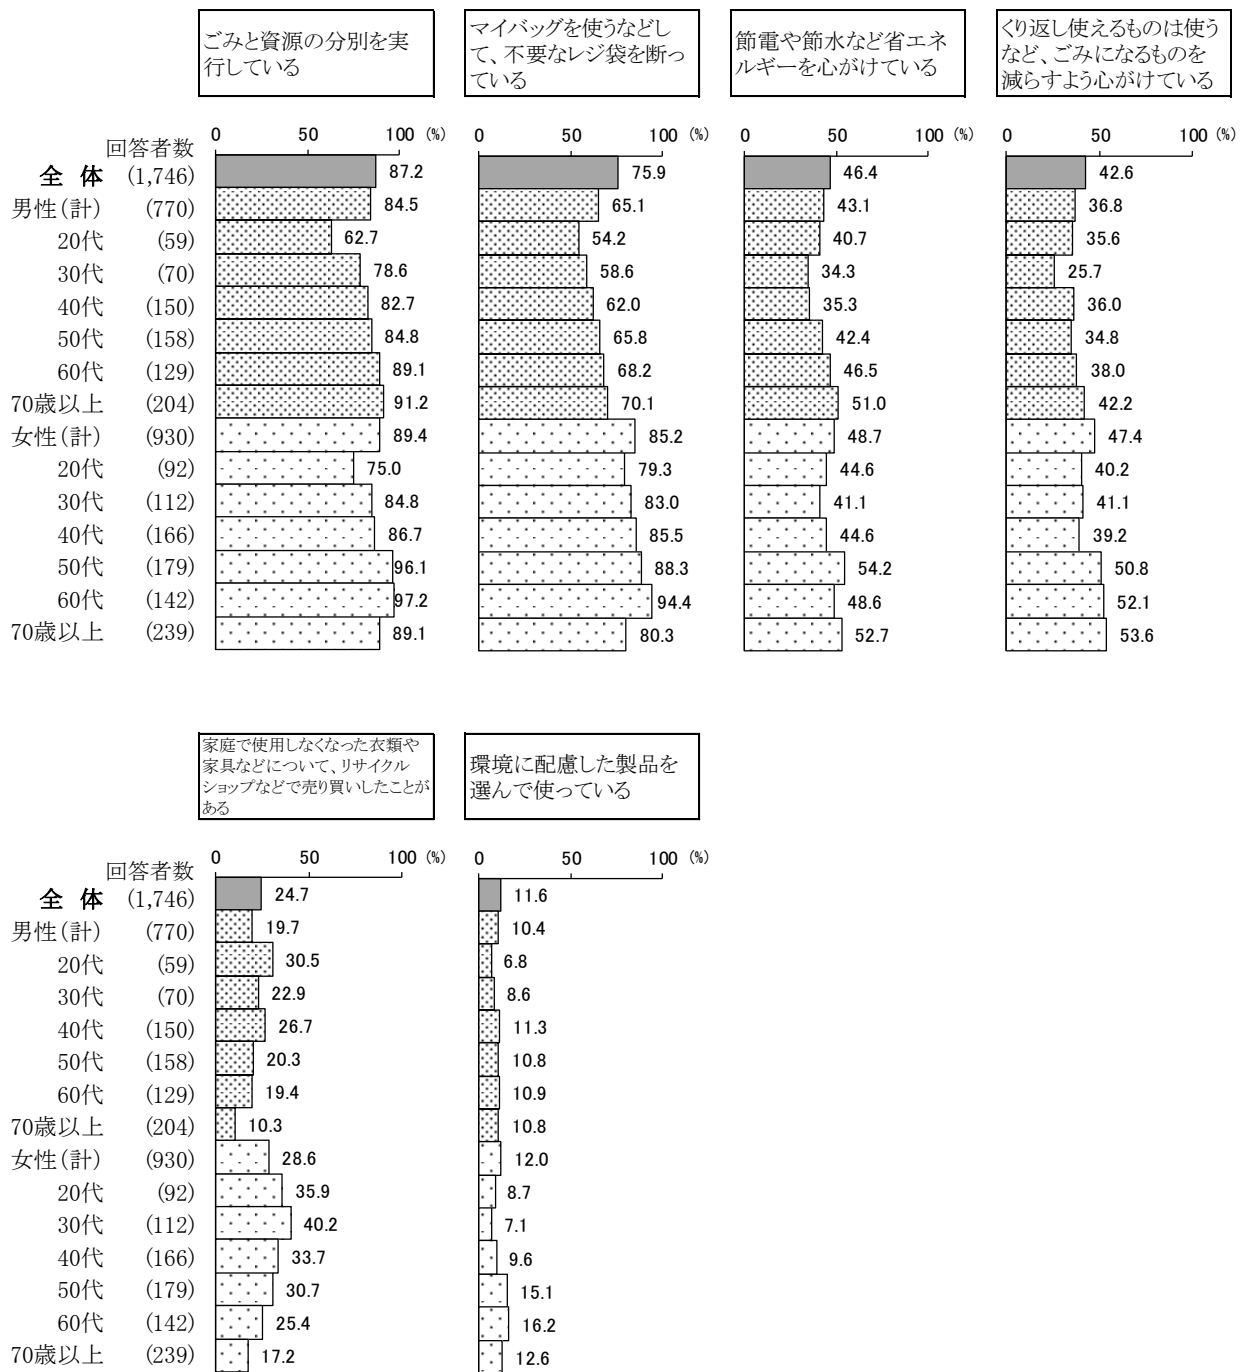 ごみと資源の分別を実
行している
マイバッグを使うなどし
て、不要なレジ袋を断っ
ている
節電や節水など省エネ
ルギーを心がけている
くり返し使えるものは使う
など、ごみになるものを
減らすよう心がけている
0 50 100 (%) 0 50 100 (%) 0 50 100 (%) 0 50 100 (%)
回答者数
全 体 (1,746) 87.2 75.9 46.4 42.6
男性(計) (770) 84.5 65.1 43.1 36.8
20代 (59) 62.7 54.2 40.7 35.6
30代 (70) 78.6 58.6 34.3 25.7
40代 (150) 82.7 62.0 35.3 36.0
50代 (158) 84.8 65.8 42.4 34.8
60代 (129) 89.1 68.2 46.5 38.0
70歳以上 (204) 91.2 70.1 51.0 42.2
女性(計) (930) 89.4 85.2 48.7 47.4
20代 (92) 75.0 79.3 44.6 40.2
30代 (112) 84.8 83.0 41.1 41.1
40代 (166) 86.7 85.5 44.6 39.2
50代 (179) 96.1 88.3 54.2 50.8
60代 (142) 97.2 94.4 48.6 52.1
70歳以上 (239) 89.1 80.3 52.7 53.6
家庭で使用しなくなった衣類や
家具などについて、リサイクル
ショップなどで売り買いしたことが
ある
環境に配慮した製品を
選んで使っている
0 50 100 (%) 0 50 100 (%)
回答者数
全 体 (1,746) 24.7 11.6
男性(計) (770) 19.7 10.4
20代 (59) 30.5 6.8
30代 (70) 22.9 8.6
40代 (150) 26.7 11.3
50代 (158) 20.3 10.8
60代 (129) 19.4 10.9
70歳以上 (204) 10.3 10.8
女性(計) (930) 28.6 12.0
20代 (92) 35.9 8.7
30代 (112) 40.2 7.1
40代 (166) 33.7 9.6
50代 (179) 30.7 15.1
60代 (142) 25.4 16.2
70歳以上 (239) 17.2 12.6